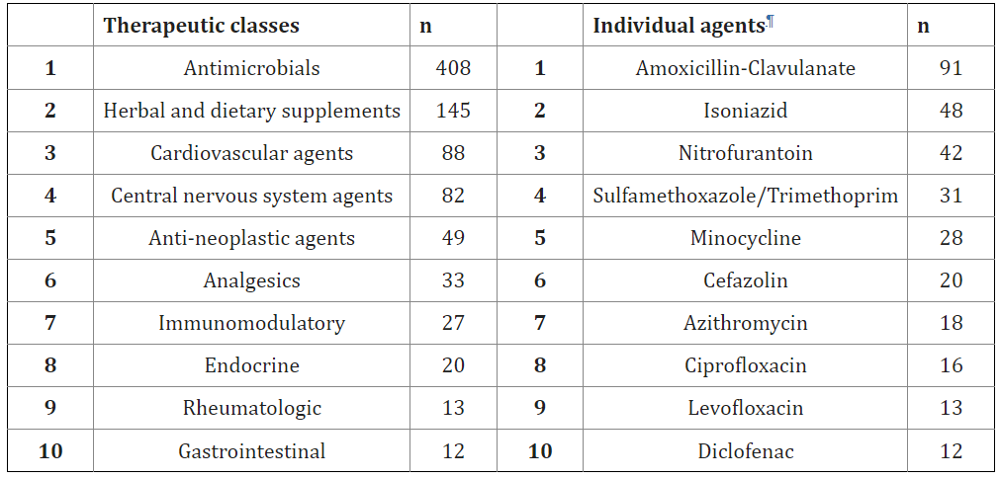 Therapeutic classes n Individual agents¶ n
1 Antimicrobials 408 1 Amoxicillin-Clavulanate 91
2 Herbal and dietary supplements 145 2 Isoniazid 48
3 Cardiovascular agents 88 3 Nitrofurantoin 42
4 Central nervous system agents 82 4 Sulfamethoxazole/Trimethoprim 31
5 Anti-neoplastic agents 49 5 Minocycline 28
6 Analgesics 33 6 Cefazolin 20
7 Immunomodulatory 27 7 Azithromycin 18
8 Endocrine 20 8 Ciprofloxacin 16
9 Rheumatologic 13 9 Levofloxacin 13
10 Gastrointestinal 12 10 Diclofenac 12